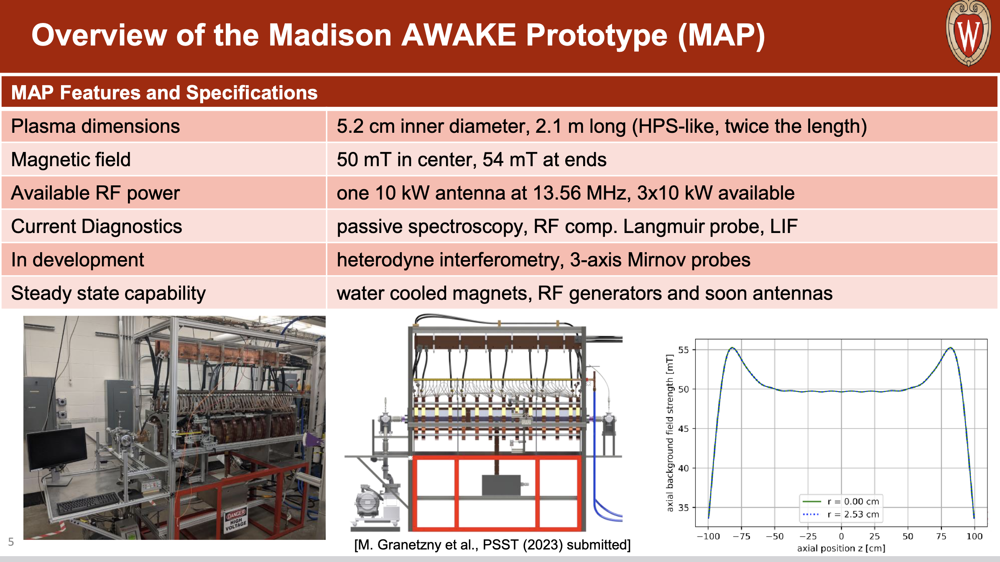 Overview of the Madison AWAKE Prototype (MAP)
W
MAP Features and Specifications
Plasma dimensions
5.2 cm inner diameter, 2.1 m long (HPS-like, twice the length)
Magnetic field
50 mT in center, 54 mT at ends
Available RF power
one 10 kW antenna at 13.56 MHz, 3x10 kW available
Current Diagnostics
passive spectroscopy, RF comp. Langmuir probe, LIF
In development
heterodyne interferometry, 3-axis Mirnov probes
Steady state capability
water cooled magnets, RF generators and soon antennas
DANGER
HIGH
VOLTAGE
[M. Granetzny et al., PSST (2023) submitted]
axial background field strength [mT]
55
50
45
40
35
r = 0.00 cm
r = 2.53 cm
−100 −75 −50 −25 0 25 50 75 100
axial position z [cm]
5